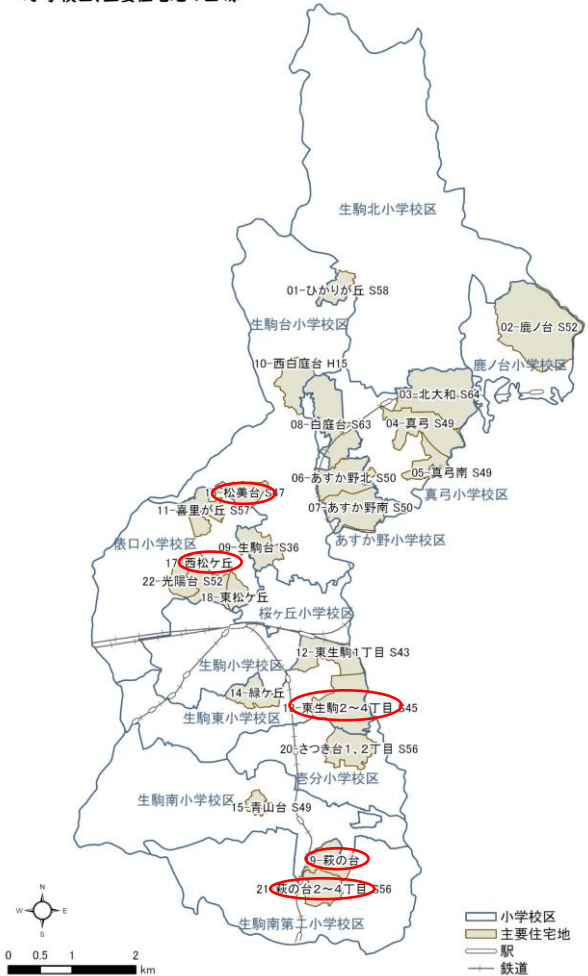 生駒北小学校区
01-ひかりが丘 S58
生駒台小学校区
02-鹿ノ台 S52
鹿ノ台小学校区
10-西白庭台 H15
03-北大和 S64
04-真弓 S49
08-白庭台 S63
05-真弓南 S49
真弓小学校区
06-あすか野北 S50
07-あすか野南 S50
あすか野小学校区
松美台 S47
11-喜里が丘 S57
俵口小学校区
09-生駒台 S36
17-西松ケ丘
22-光陽台 S52
18-東松ケ丘
桜ヶ丘小学校区
12-東生駒1丁目 S43
生駒小学校区
14-緑ケ丘
13-東生駒2～4丁目 S45
生駒東小学校区
20-さつき台1、2丁目 S56
壱分小学校区
生駒南小学校区
15-青山台 S49
9-萩の台
21-萩の台2～4丁目 S56
生駒南第二小学校区
N
W E
S
0 0.5 1 2
km
小学校区
主要住宅地
駅
鉄道